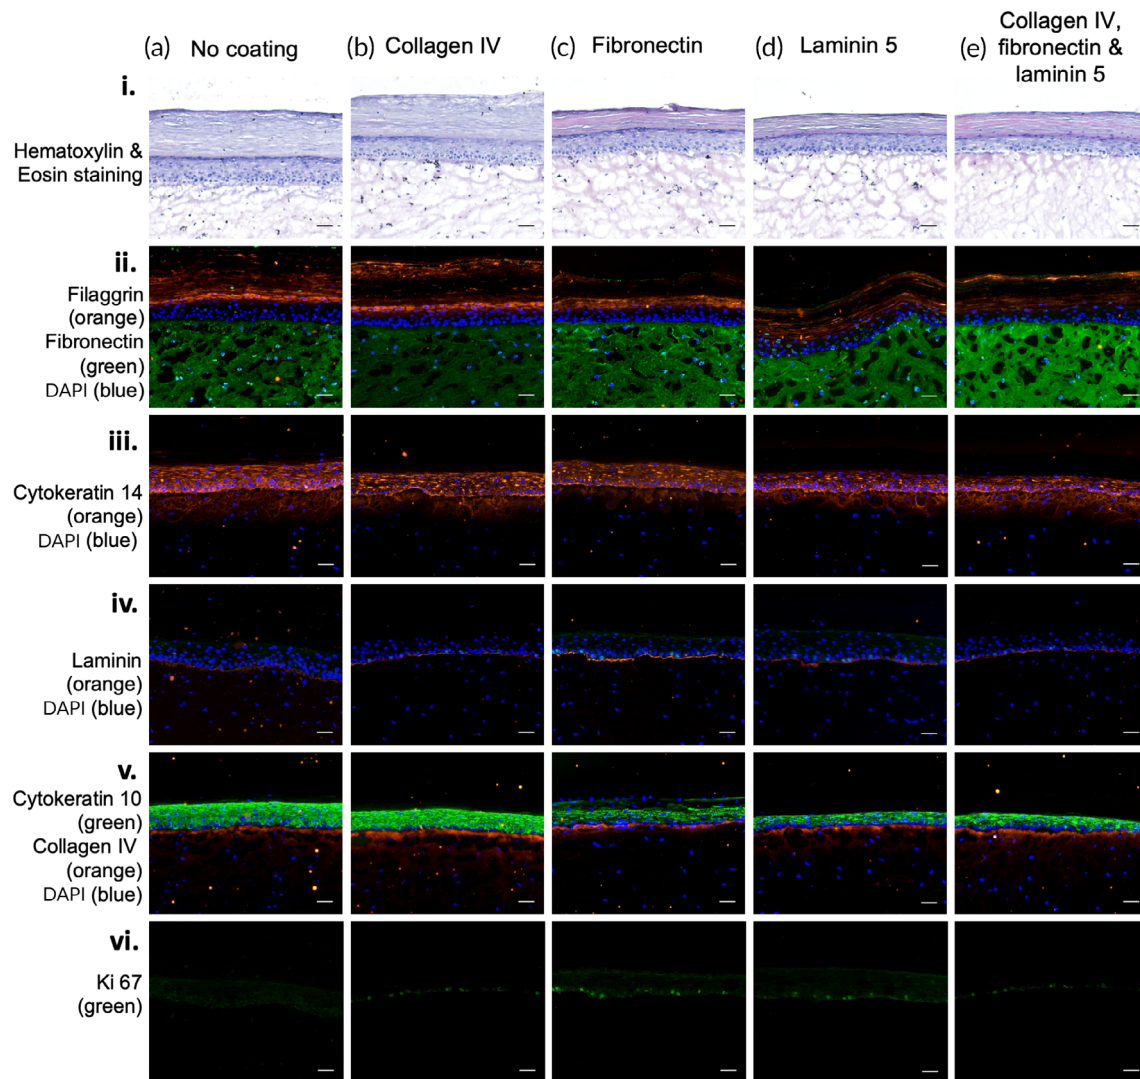 (a) No coating
(b) Collagen IV
(c) Fibronectin
(d) Laminin 5
(e) Collagen IV,
fibronectin &
laminin 5
i.
Hematoxylin &
Eosin staining
ii.
Filaggrin
(orange)
Fibronectin
(green)
DAPI (blue)
iii.
Cytokeratin 14
(orange)
DAPI (blue)
iv.
Laminin
(orange)
DAPI (blue)
v.
Cytokeratin 10
(green)
Collagen IV
(orange)
DAPI (blue)
vi.
Ki 67
(green)